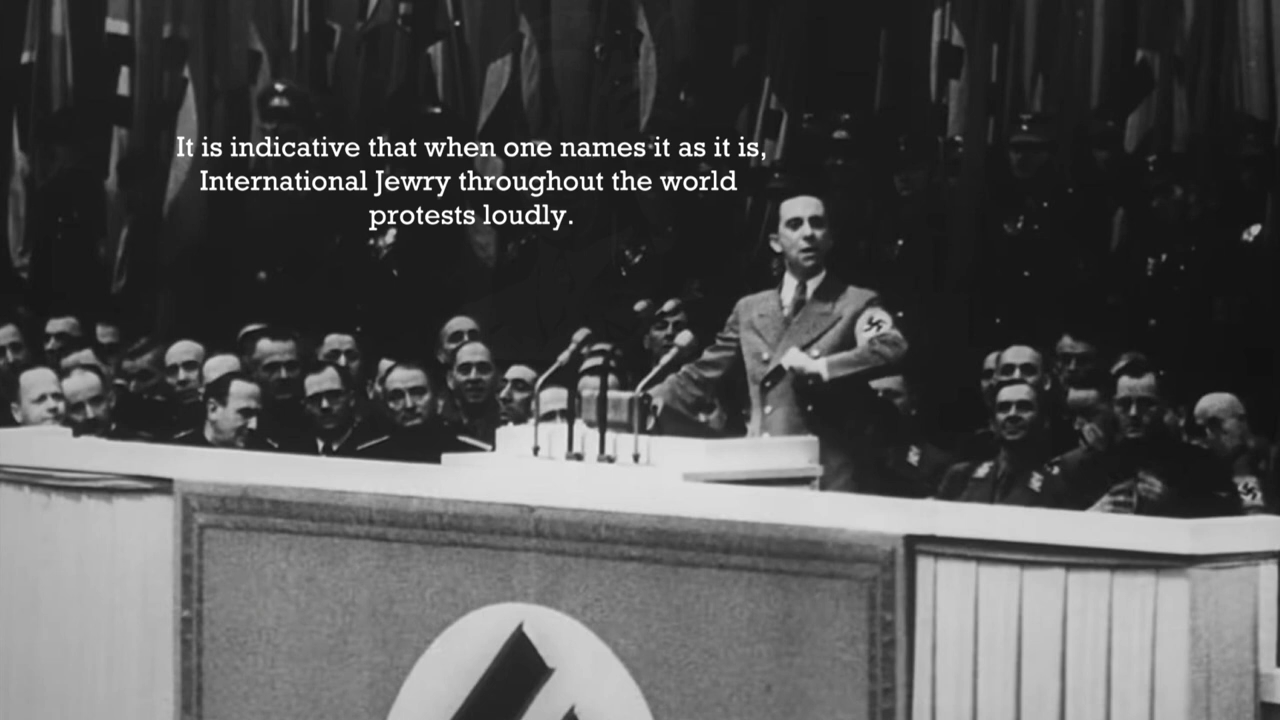 It is indicative that when one names it as it is,
International Jewry throughout the world
protests loudly.